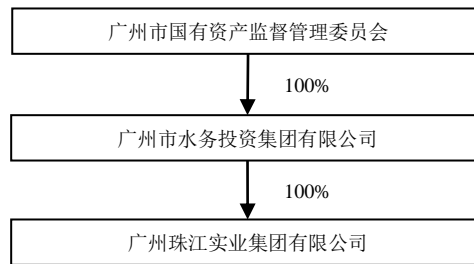 广州市国有资产监督管理委员会
100%
广州市水务投资集团有限公司
100%
广州珠江实业集团有限公司